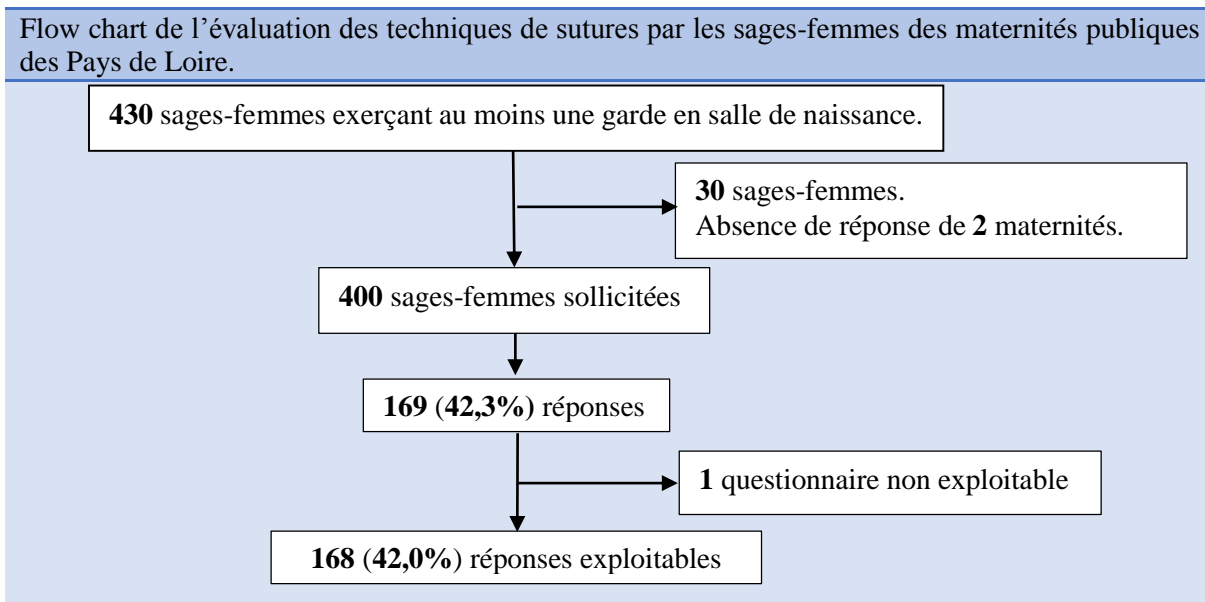 Flow chart de l’évaluation des techniques de sutures par les sages-femmes des maternités publiques
des Pays de Loire.
430 sages-femmes exerçant au moins une garde en salle de naissance.
30 sages-femmes.
Absence de réponse de 2 maternités.
400 sages-femmes sollicitées
169 (42,3%) réponses
1 questionnaire non exploitable
168 (42,0%) réponses exploitables